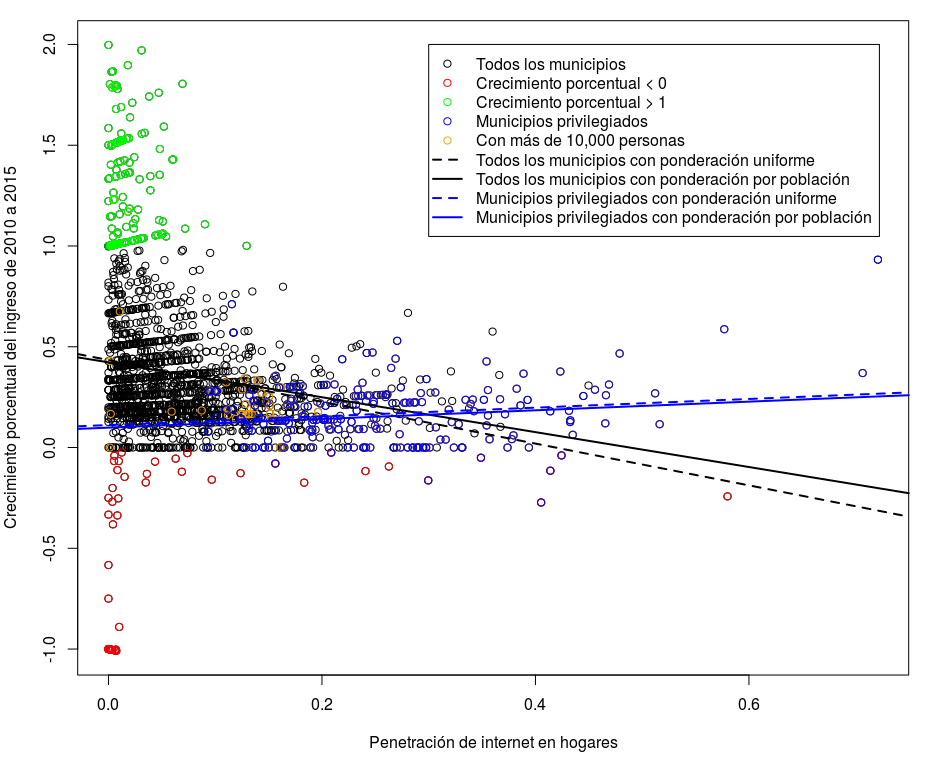 Todos los municipios
Crecimiento porcentual < 0
Crecimiento porcentual > 1
Municipios privilegiados
Con más de 10,000 personas
Todos los municipios con ponderación uniforme
Todos los municipios con ponderación por población
Municipios privilegiados con ponderación uniforme
Municipios privilegiados con ponderación por población
Crecimiento porcentual del ingreso de 2010 a 2015
2.0
1.5
1.0
0.5
0.0
-0.5
-1.0
0.0 0.2 0.4 0.6
Penetración de internet en hogares